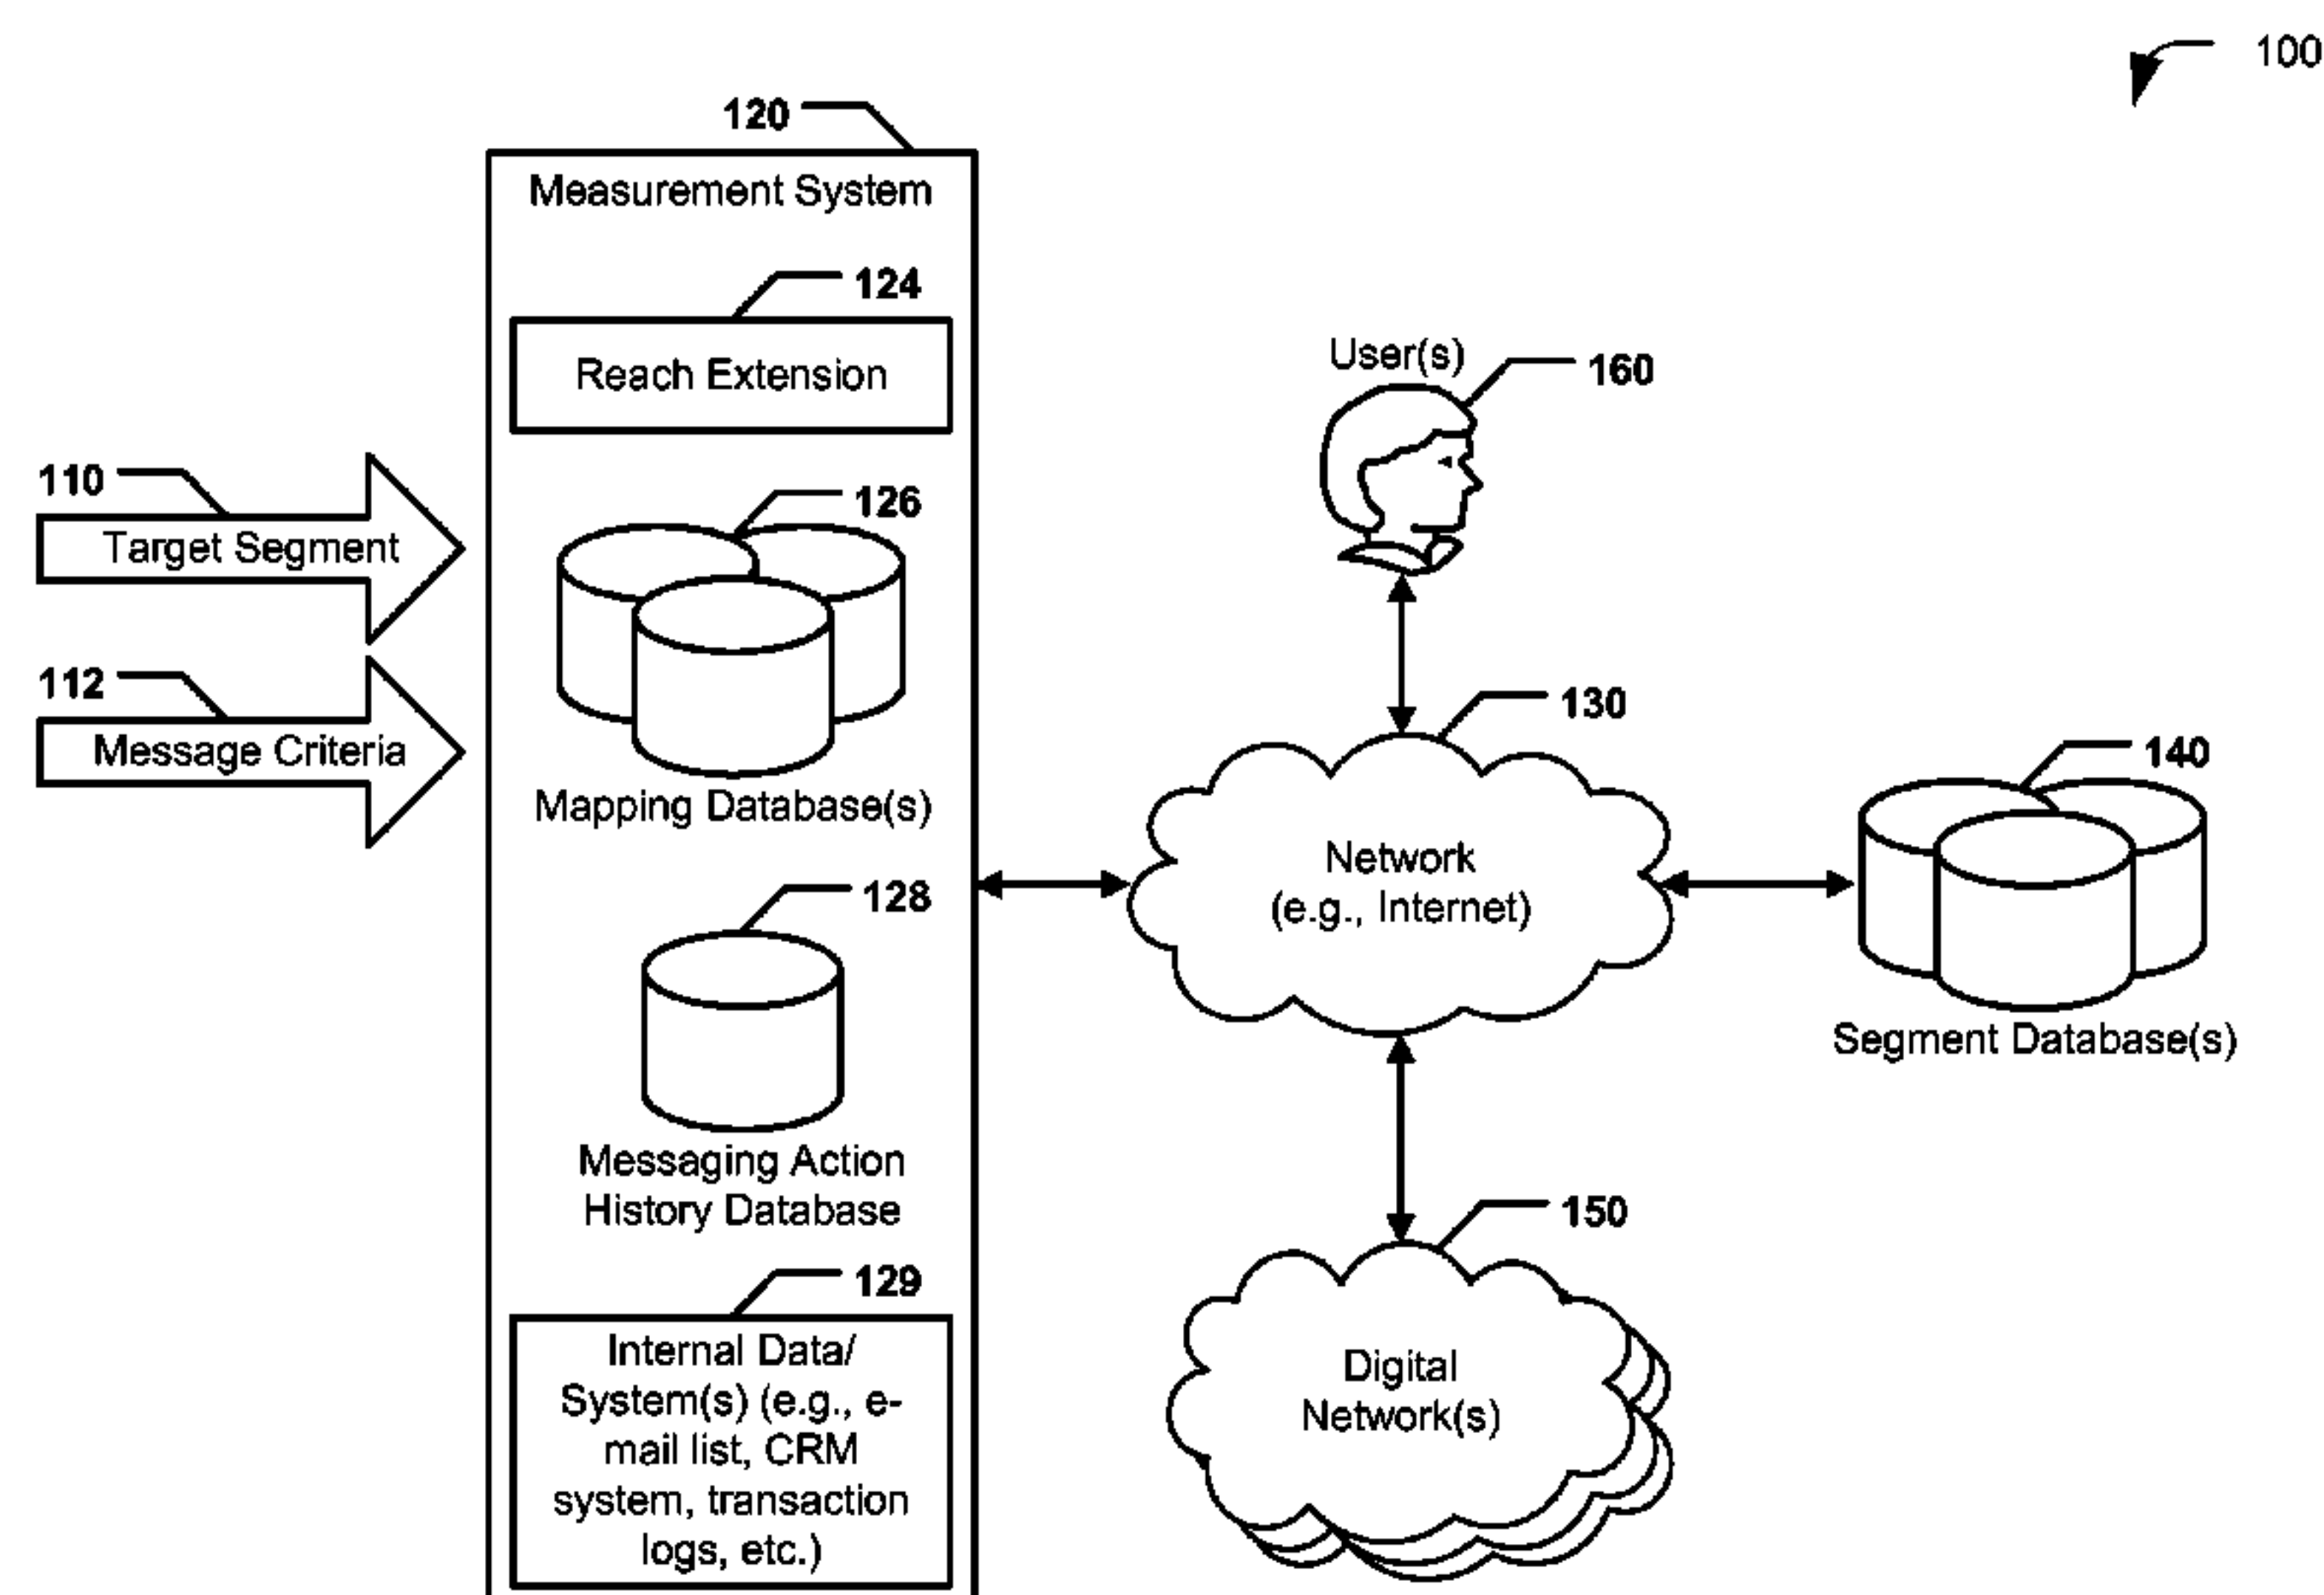 100
120
Measurement System
124
Reach Extension
110
Target Segment
126
112
Message Criteria
Mapping Database(s)
128
Messaging Action
History Database
129
Internal Data/
System(s) (e.g., e-
mail list, CRM
system, transaction
logs, etc.)
User(s)
160
130
Network
(e.g., Internet)
140
Segment Database(s)
150
Digital
Network(s)